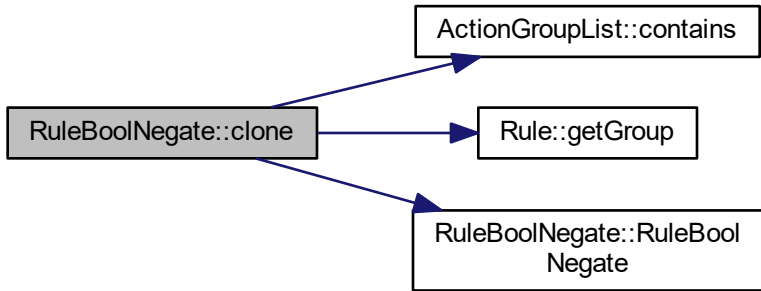 ActionGroupList::contains
RuleBoolNegate::clone
Rule::getGroup
RuleBoolNegate::RuleBool
Negate